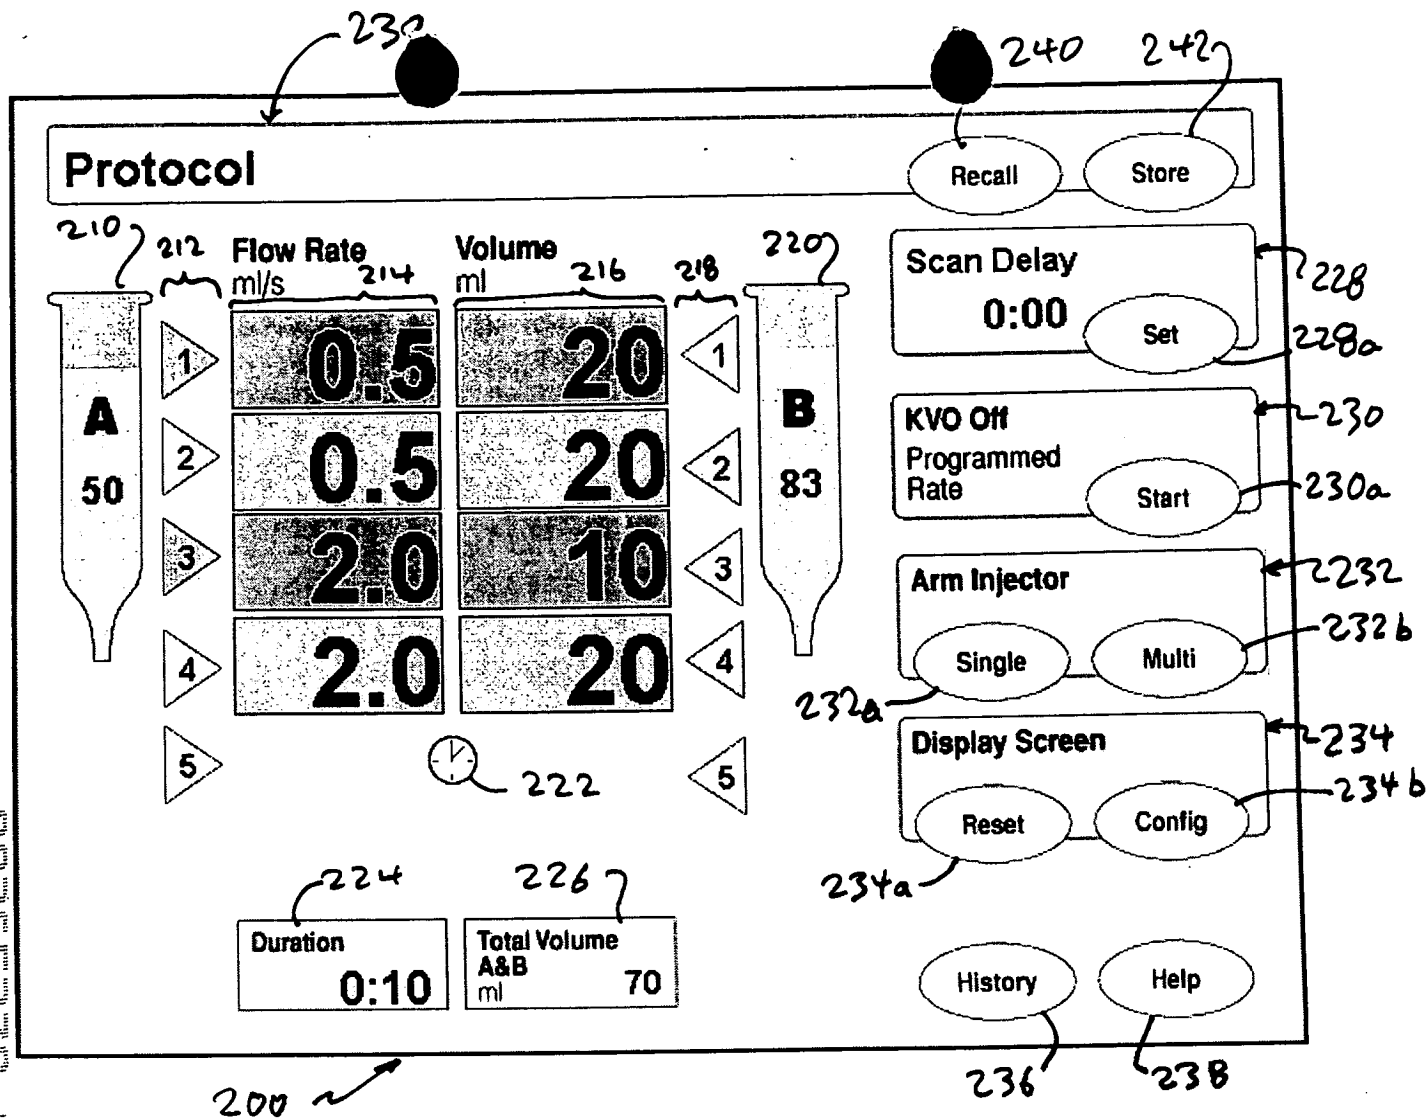 240 242
Protocol Recall Store
210 212 Flow Rate Volume 220 Scan Delay
ml/s 214 ml 216 218 228
0:00 Set 228a
1 0.5 20 1
A B KVO Off 230
2 0.5 20 2 Programmed
50 83 Rate Start 230a
3 2.0 10 3 Arm Injector 232
4 2.0 20 4 Single Multi 232b
232a
5 222 5 Display Screen 234
Reset Config 234b
224 226 234a
Duration Total Volume
A&B
0:10 ml 70 History Help
200 236 238